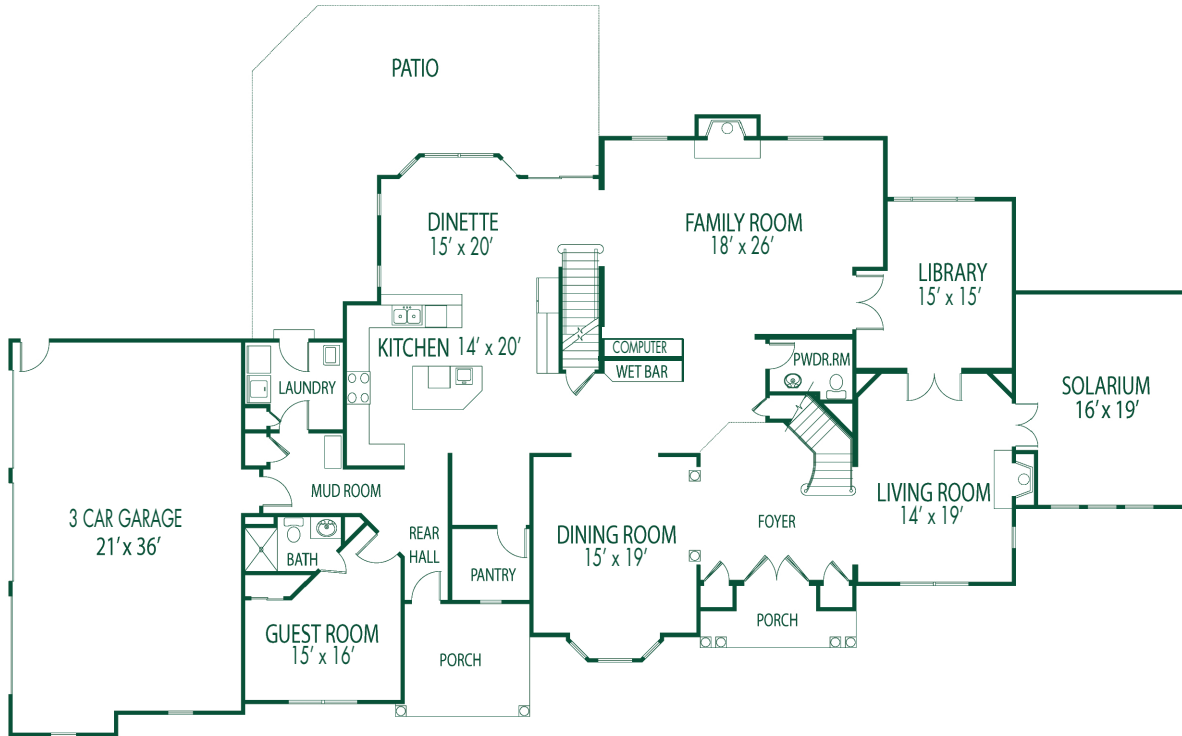 PATIO
DINETTE
15' x 20'
FAMILY ROOM
18' x 26'
LIBRARY
15' x 15'
KITCHEN 14' x 20'
COMPUTER
WET BAR
PWDR.RM
LAUNDRY
SOLARIUM
16' x 19'
MUD ROOM
LIVING ROOM
14' x 19'
3 CAR GARAGE
21' x 36'
FOYER
DINING ROOM
15' x 19'
REAR
HALL
BATH
PANTRY
GUEST ROOM
15' x 16'
PORCH
PORCH